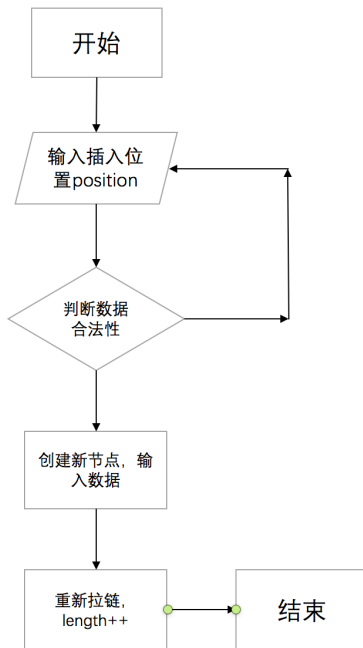 开始
输入插入位
置position
判断数据
合法性
创建新节点，输
入数据
重新拉链，
length++
结束